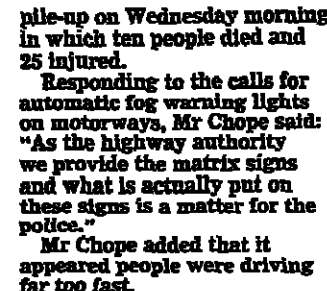 pile-up on Wednesday morning
in which ten people died and
25 injured.
Responding to the calls for
automatic fog warning lights
on motorways, Mr Chope said:
"As the highway authority
we provide the matrix signs
and what is actually put on
these signs is a matter for the
police."
Mr Chope added that it
appeared people were driving
far too fast.